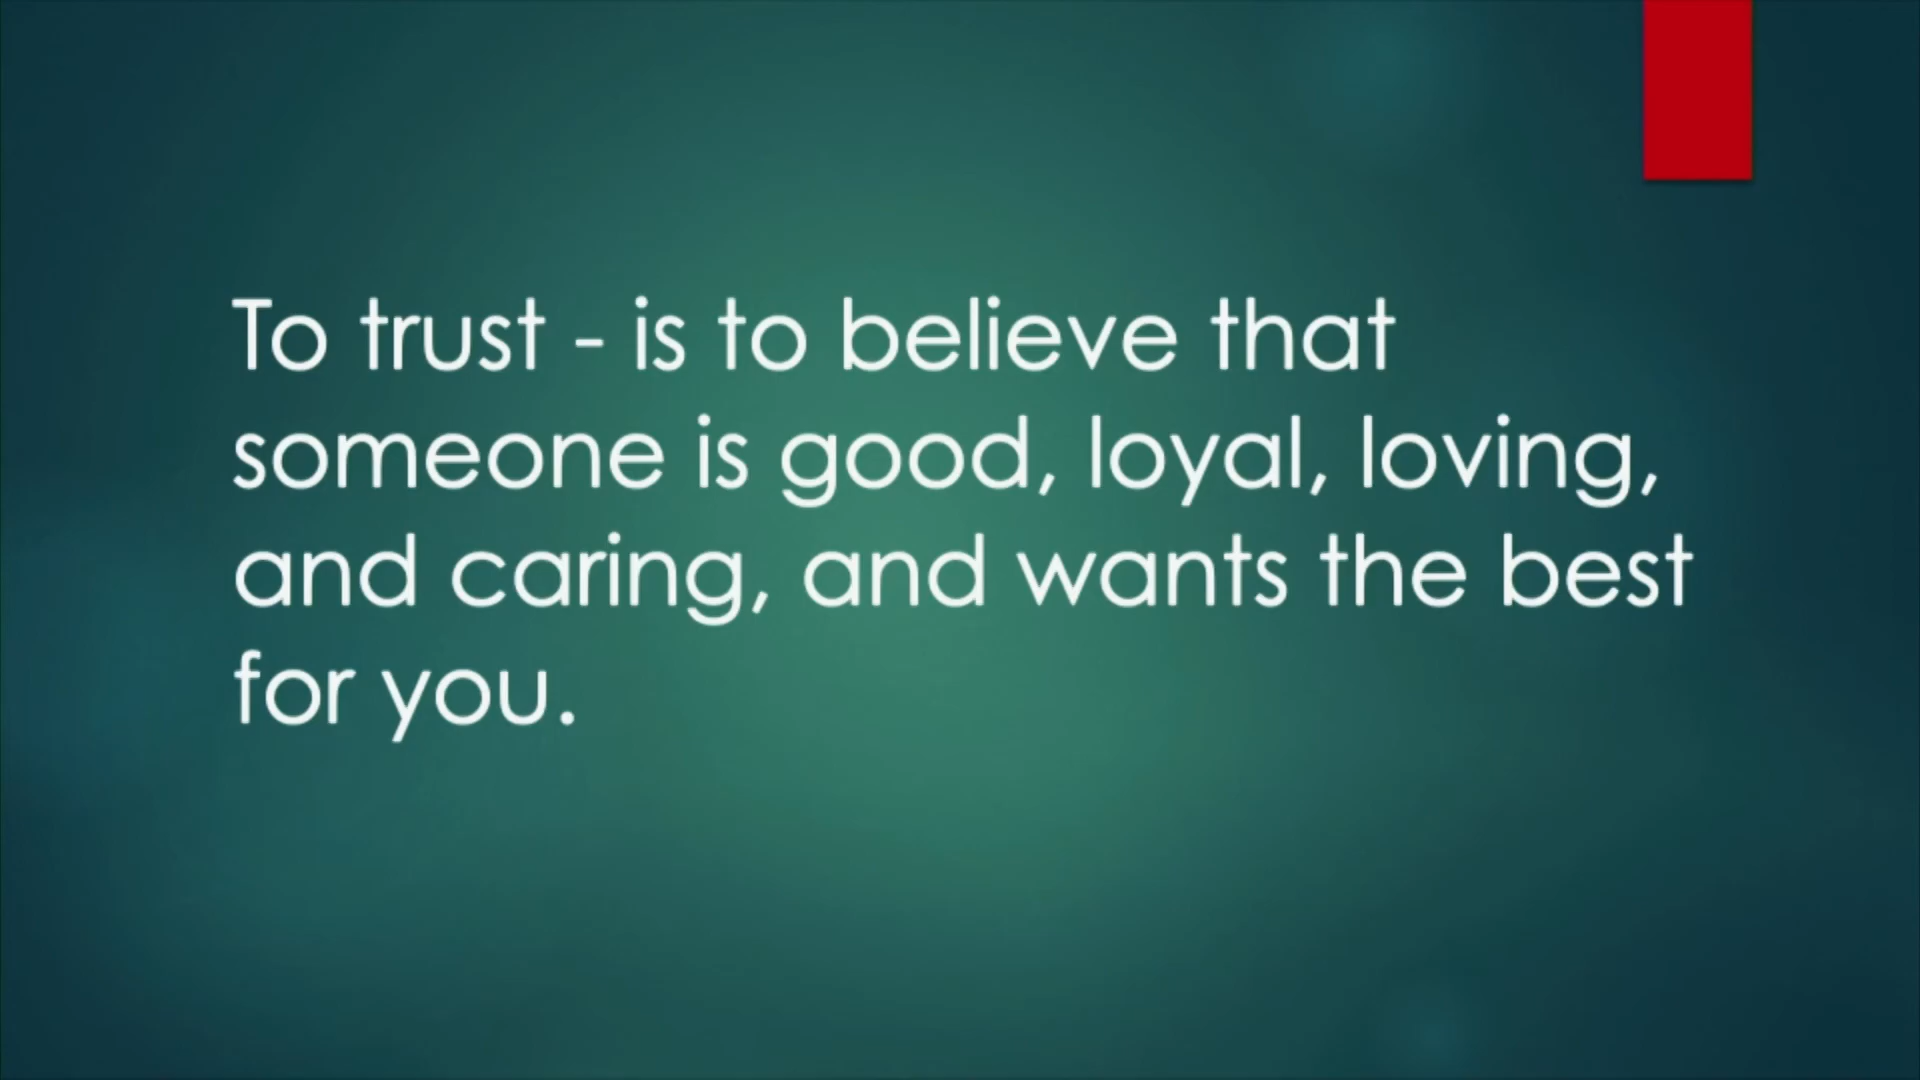 To trust - is to believe that
someone is good, loyal, loving,
and caring, and wants the best
for you.